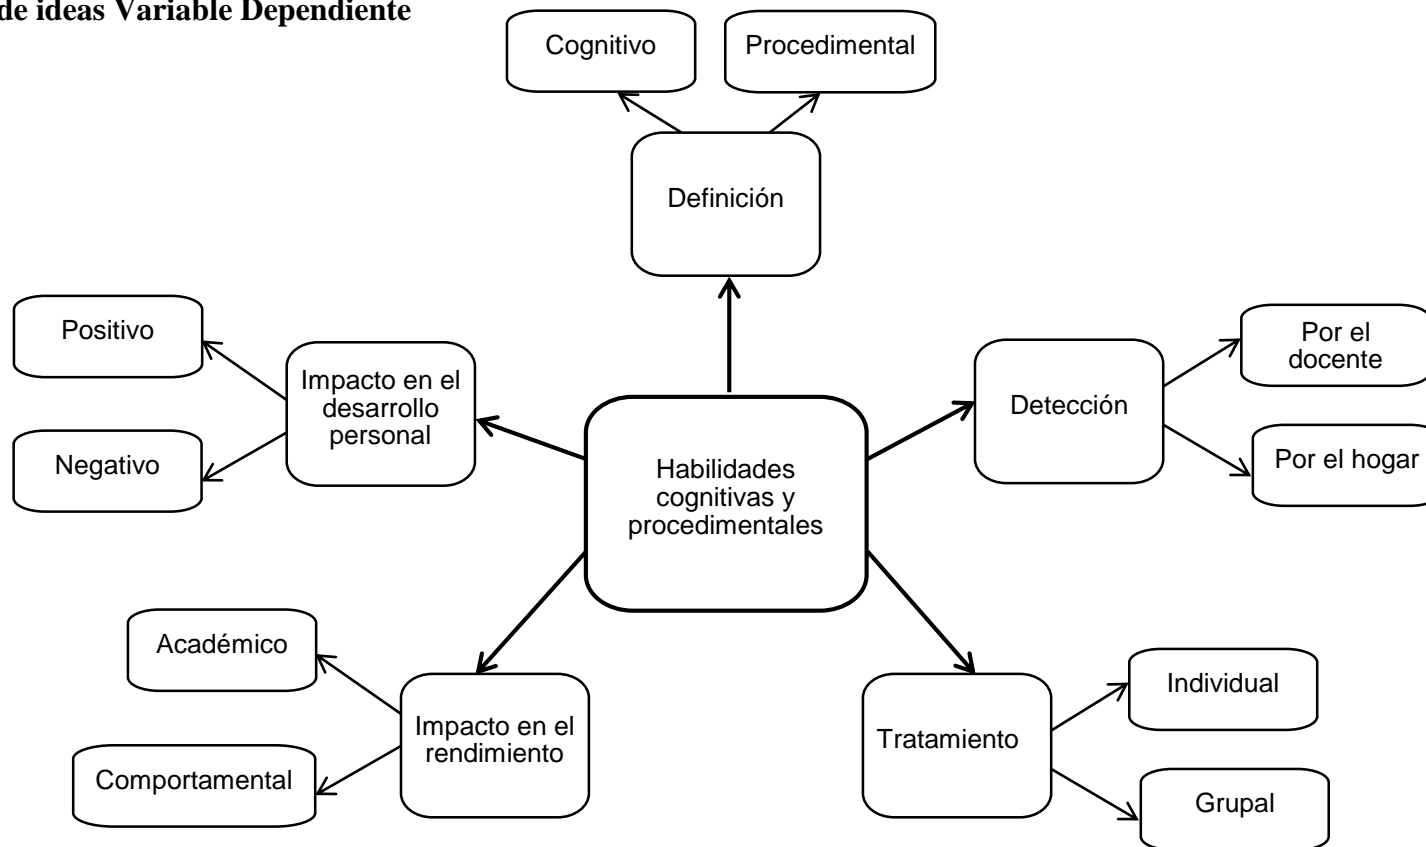 de ideas Variable Dependiente
Cognitivo
Procedimental
Definición
Positivo
Negativo
Impacto en el
desarrollo
personal
Detección
Por el
docente
Por el hogar
Habilidades
cognitivas y
procedimentales
Académico
Comportamental
Impacto en el
rendimiento
Tratamiento
Individual
Grupal